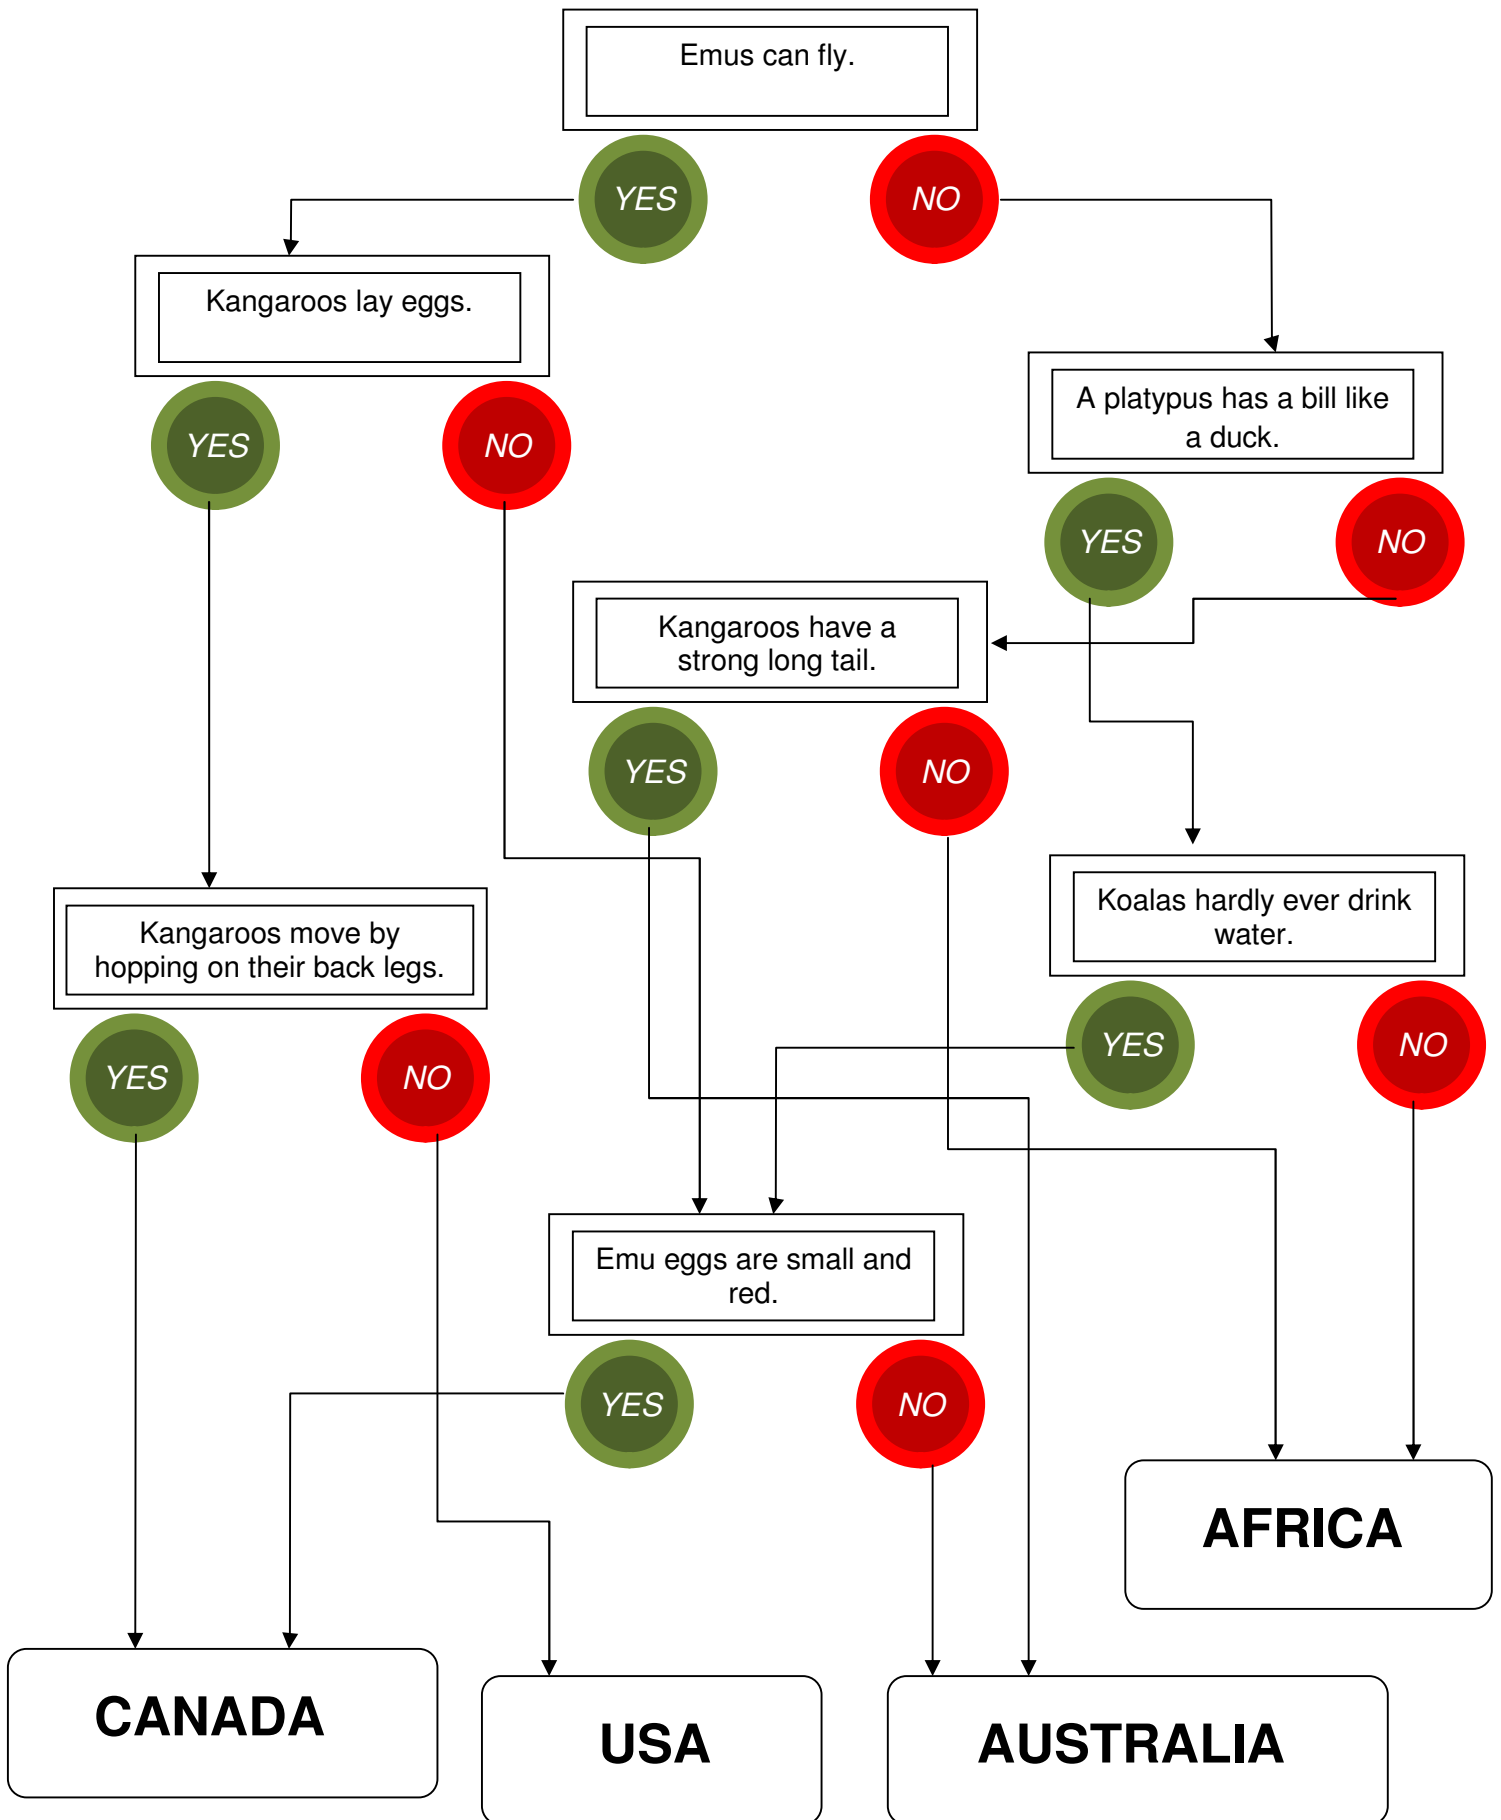 Emus can fly.
YES
NO
Kangaroos lay eggs.
YES
NO
A platypus has a bill like
a duck.
YES
NO
Kangaroos have a
strong long tail.
YES
NO
Koalas hardly ever drink
water.
YES
NO
Kangaroos move by
hopping on their back legs.
YES
NO
Emu eggs are small and
red.
YES
NO
AFRICA
CANADA
USA
AUSTRALIA